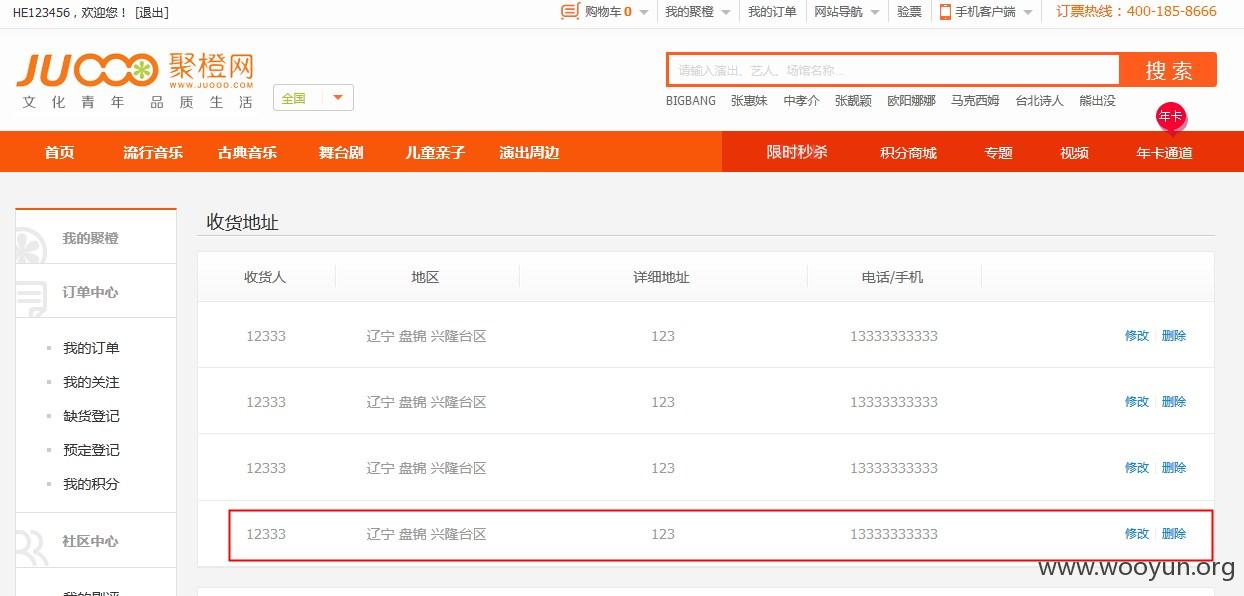 HE123456，欢迎您！ [退出] 购物车 0 我的聚橙 我的订单 网站导航 验票 手机客户端 订票热线：400-185-8666
JUOOO 聚橙网
WWW.JUOOO.COM
文化青年 品质生活
全国
请输入演出、艺人、场馆名称... 搜索
BIGBANG 张惠妹 中孝介 张靓颖 欧阳娜娜 马克西姆 台北诗人 熊出没
年卡
首页 流行音乐 古典音乐 舞台剧 儿童亲子 演出周边 限时秒杀 积分商城 专题 视频 年卡通道
我的聚橙
订单中心
我的订单
我的关注
缺货登记
预定登记
我的积分
社区中心
我的剧评
收货地址
收货人 地区 详细地址 电话/手机
12333 辽宁 盘锦 兴隆台区 123 13333333333 修改 删除
12333 辽宁 盘锦 兴隆台区 123 13333333333 修改 删除
12333 辽宁 盘锦 兴隆台区 123 13333333333 修改 删除
12333 辽宁 盘锦 兴隆台区 123 13333333333 修改 删除
www.wooyun.org